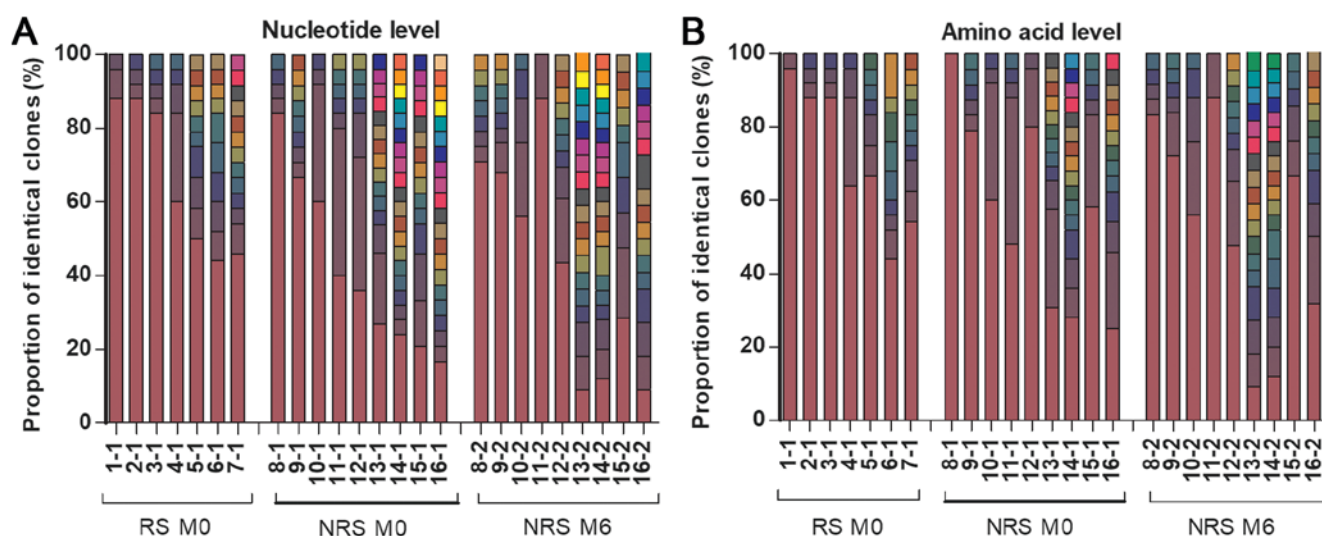 A
Nucleotide level
Proportion of identical clones (%)
100
80
60
40
20
0
1-1 2-1 3-1 4-1 5-1 6-1 7-1 8-1 9-1 10-1 11-1 12-1 13-1 14-1 15-1 16-1 8-2 9-2 10-2 11-2 12-2 13-2 14-2 15-2 16-2
RS M0 NRS M0 NRS M6
B
Amino acid level
Proportion of identical clones (%)
100
80
60
40
20
0
1-1 2-1 3-1 4-1 5-1 6-1 7-1 8-1 9-1 10-1 11-1 12-1 13-1 14-1 15-1 16-1 8-2 9-2 10-2 11-2 12-2 13-2 14-2 15-2 16-2
RS M0 NRS M0 NRS M6